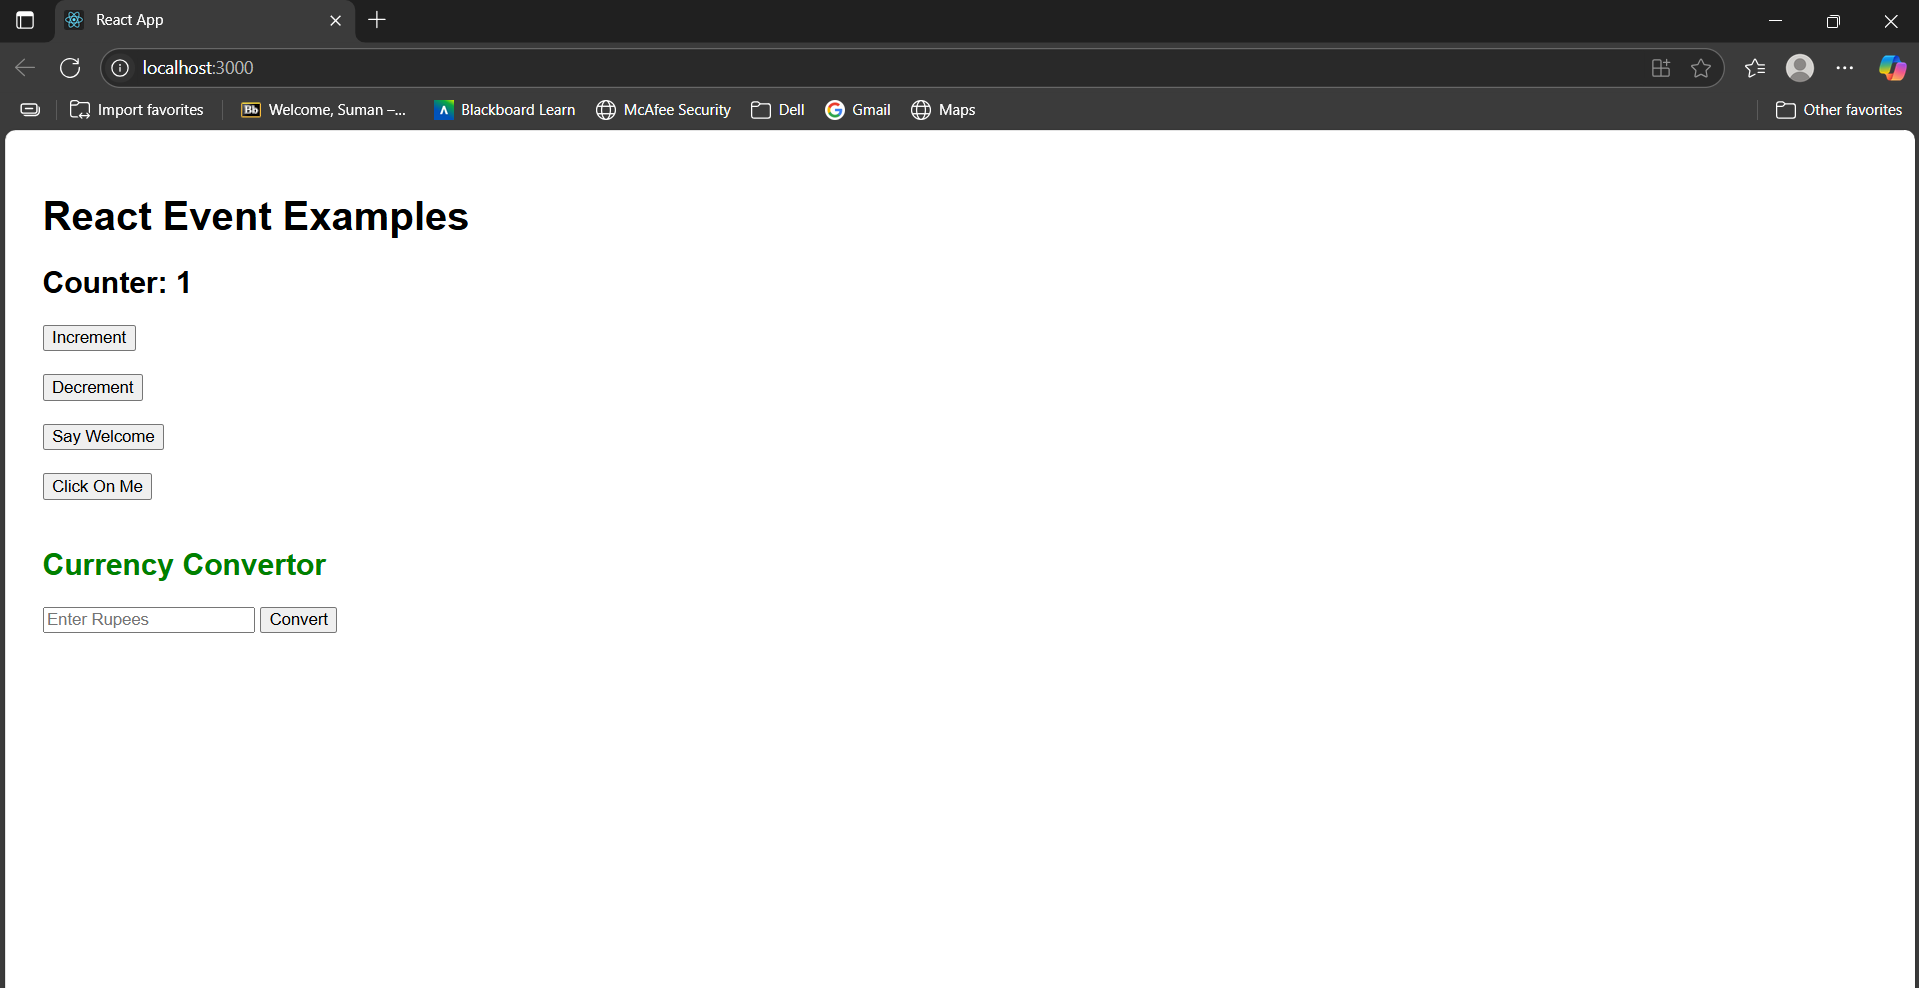 React App
localhost:3000
Import favorites Welcome, Suman –... Blackboard Learn McAfee Security Dell Gmail Maps Other favorites
React Event Examples
Counter: 1
Increment
Decrement
Say Welcome
Click On Me
Currency Convertor
Enter Rupees Convert